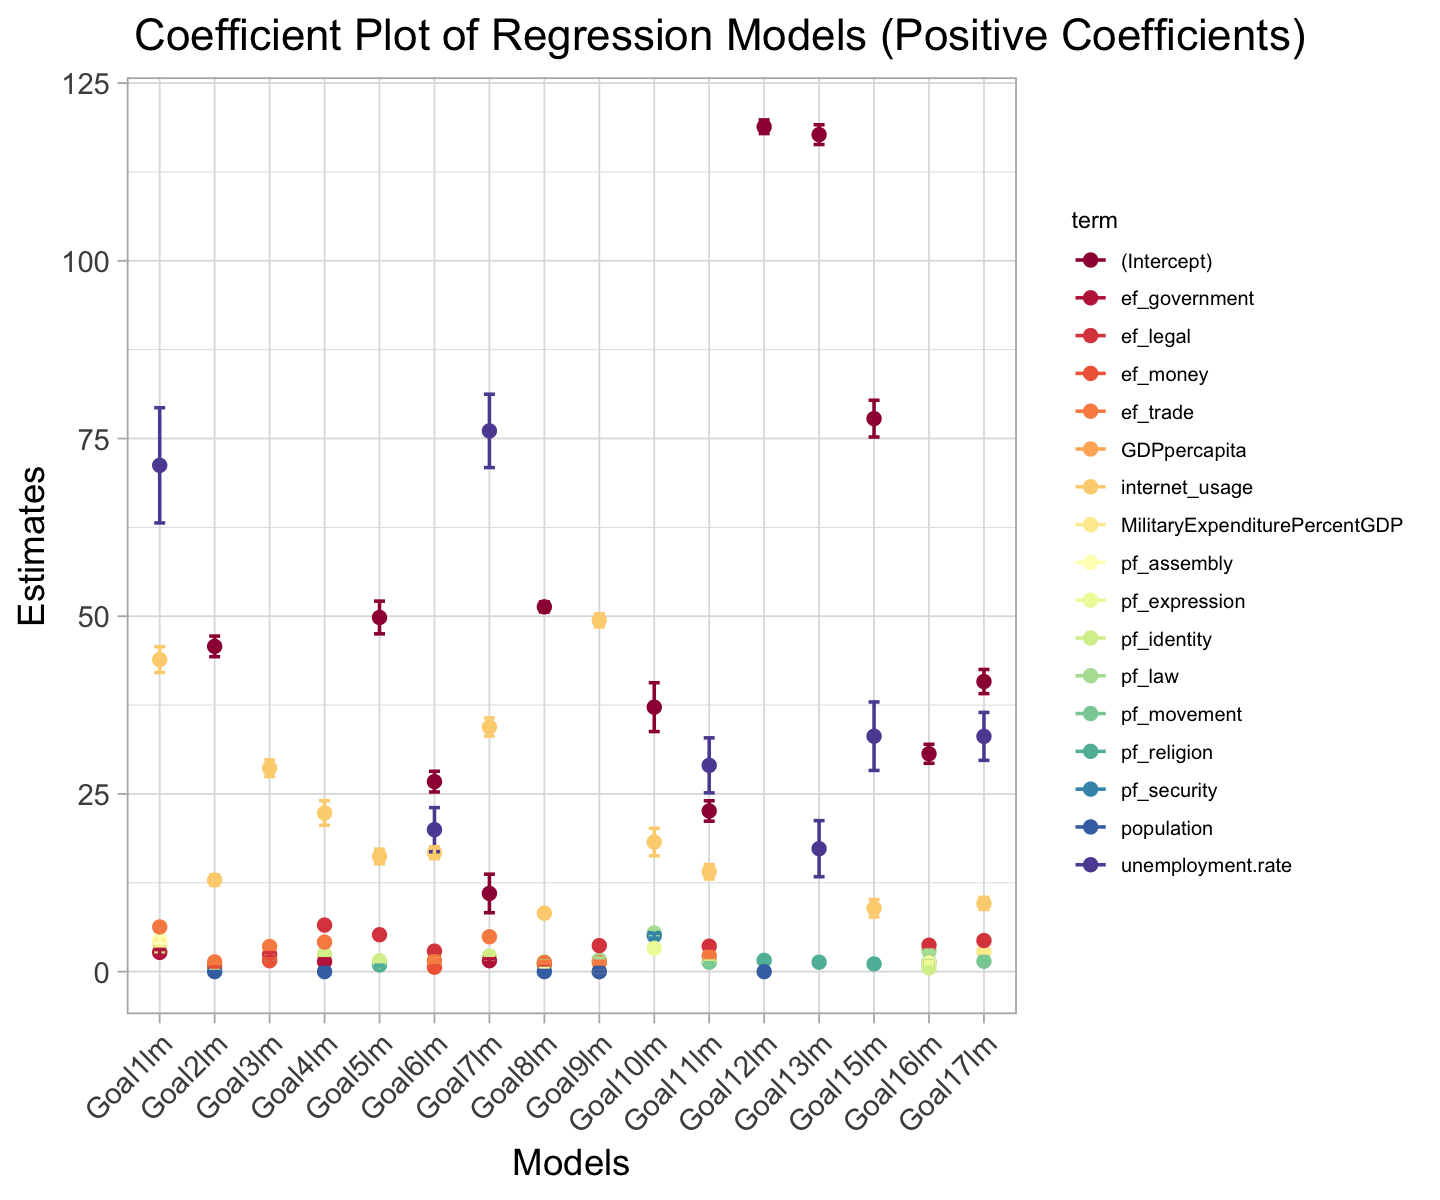 Coefficient Plot of Regression Models (Positive Coefficients)
125
100
75
50
25
0
Estimates
Goal1lm
Goal2lm
Goal3lm
Goal4lm
Goal5lm
Goal6lm
Goal7lm
Goal8lm
Goal9lm
Goal10lm
Goal11lm
Goal12lm
Goal13lm
Goal15lm
Goal16lm
Goal17lm
Models
term
(Intercept)
ef_government
ef_legal
ef_money
ef_trade
GDPpercapita
internet_usage
MilitaryExpenditurePercentGDP
pf_assembly
pf_expression
pf_identity
pf_law
pf_movement
pf_religion
pf_security
population
unemployment.rate